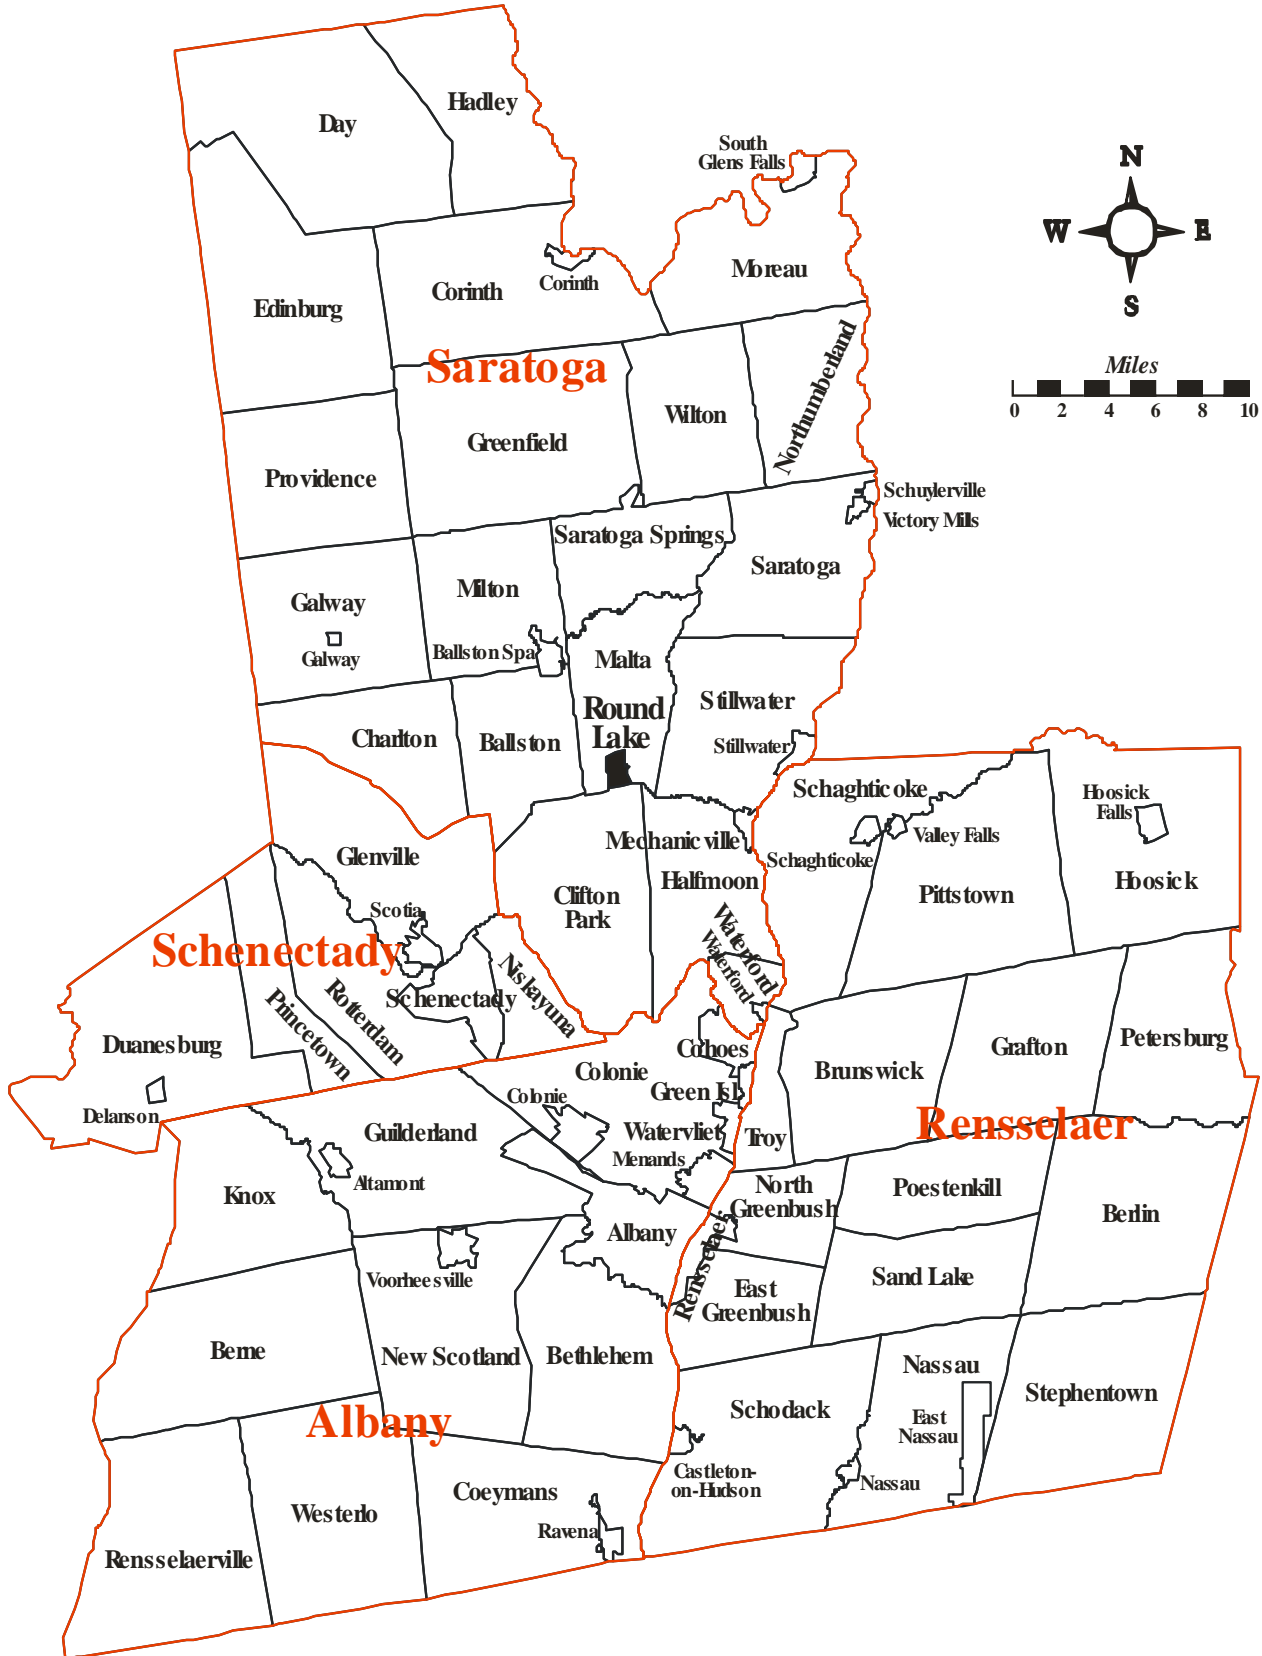 Hadley
Day
South
Glens Falls
N
W
E
S
Moreau
Corinth
Corinth
Edinburg
Saratoga
Northumberland
Miles
0 2 4 6 8 10
Wilton
Greenfield
Providence
Schuylerville
Victory Mills
Saratoga Springs
Saratoga
Milton
Galway
Galway
Ballston Spa
Malta
Stillwater
Round
Lake
Stillwater
Charlton
Ballston
Schaghticoke
Hoosick
Falls
Mechanicville
Valley Falls
Schaghticoke
Glenville
Halfmoon
Hoosick
Clifton
Park
Pittstown
Scotia
Waterford
Waterford
Schenectady
Niskayuna
Schenectady
Rotterdam
Princetown
Duanesburg
Cohoes
Grafton
Petersburg
Colonie
Brunswick
Green Isl.
Colonie
Delanson
Rensselaer
Guilderland
Watervliet
Troy
Menands
Altamont
Knox
North
Greenbush
Poestenkill
Berlin
Albany
Rensselaer
Voorheesville
Sand Lake
East
Greenbush
Berne
New Scotland
Bethlehem
Nassau
Stephentown
Schodack
Albany
East
Nassau
Castleton-
on-Hudson
Nassau
Coeymans
Westerlo
Ravena
Rensselaerville